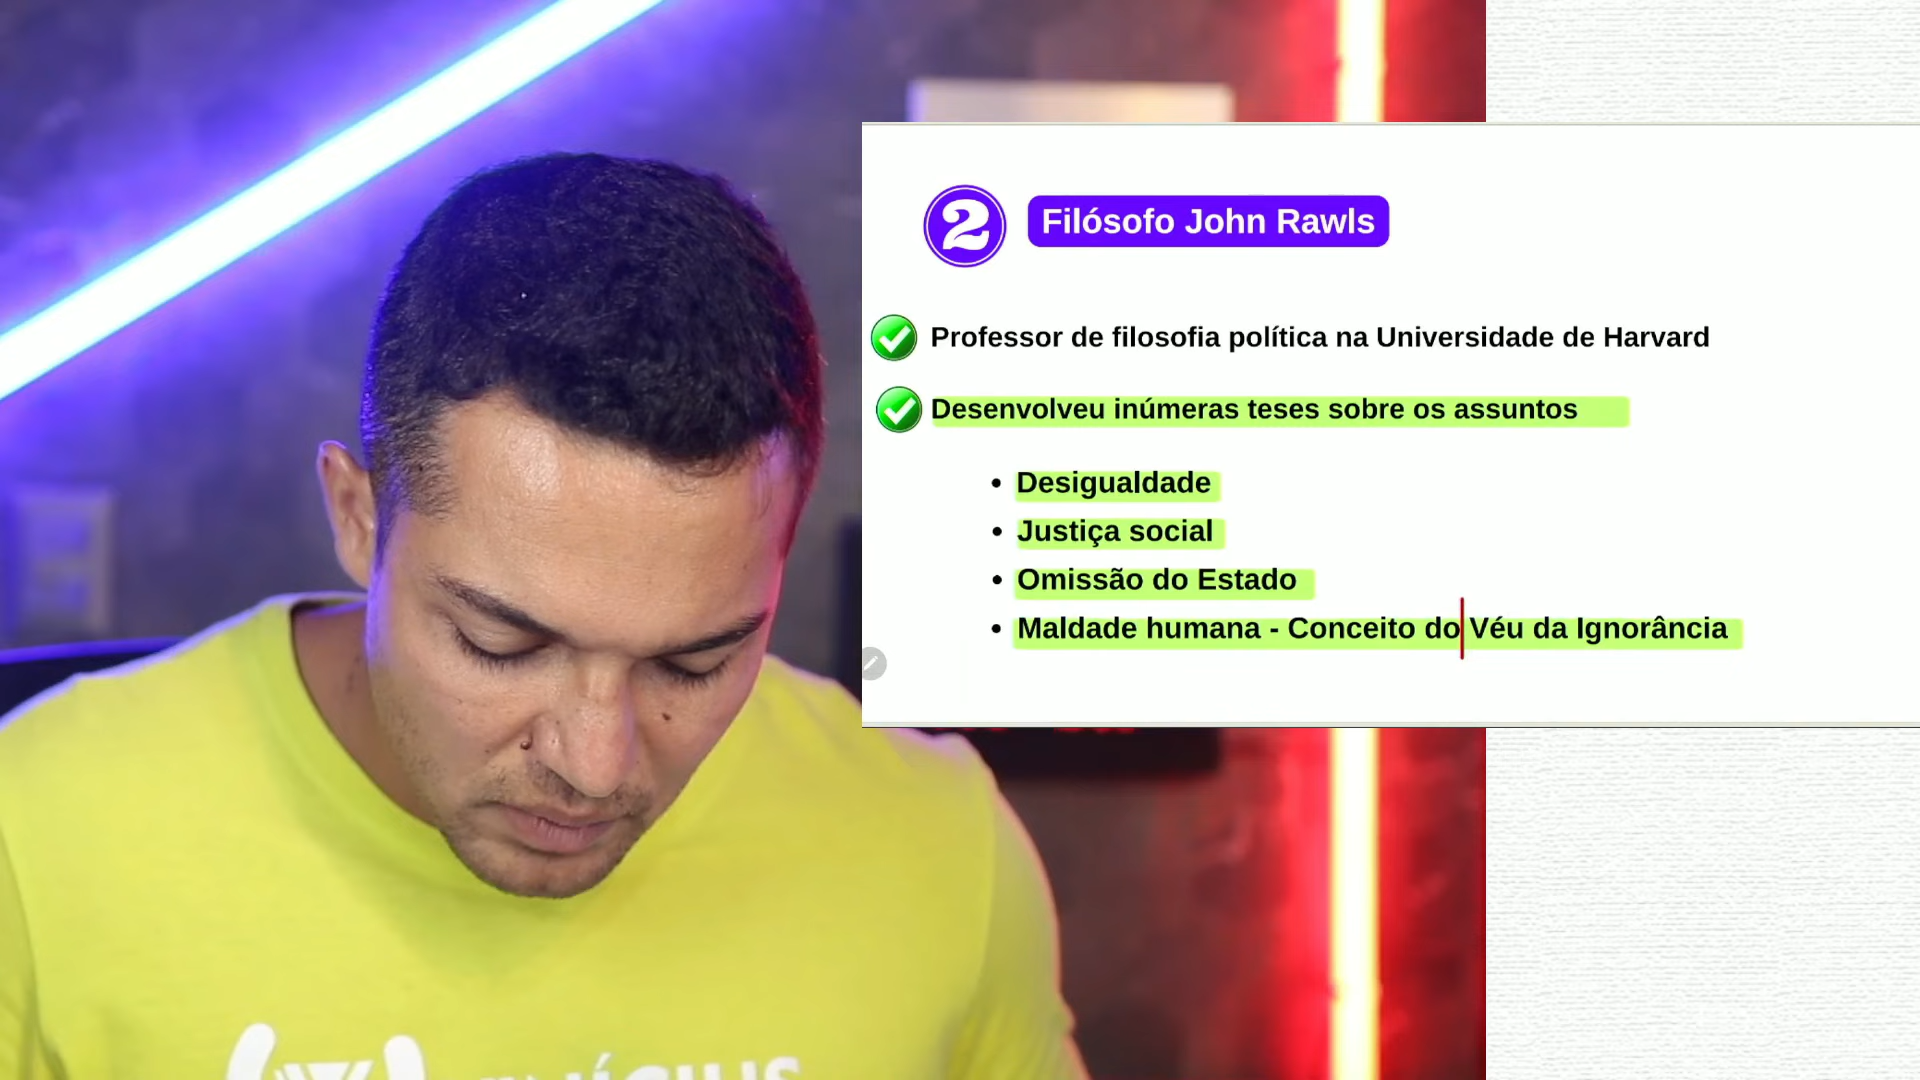 2
Filósofo John Rawls
Professor de filosofia política na Universidade de Harvard
Desenvolveu inúmeras teses sobre os assuntos
• Desigualdade
• Justiça social
• Omissão do Estado
• Maldade humana - Conceito do Véu da Ignorância